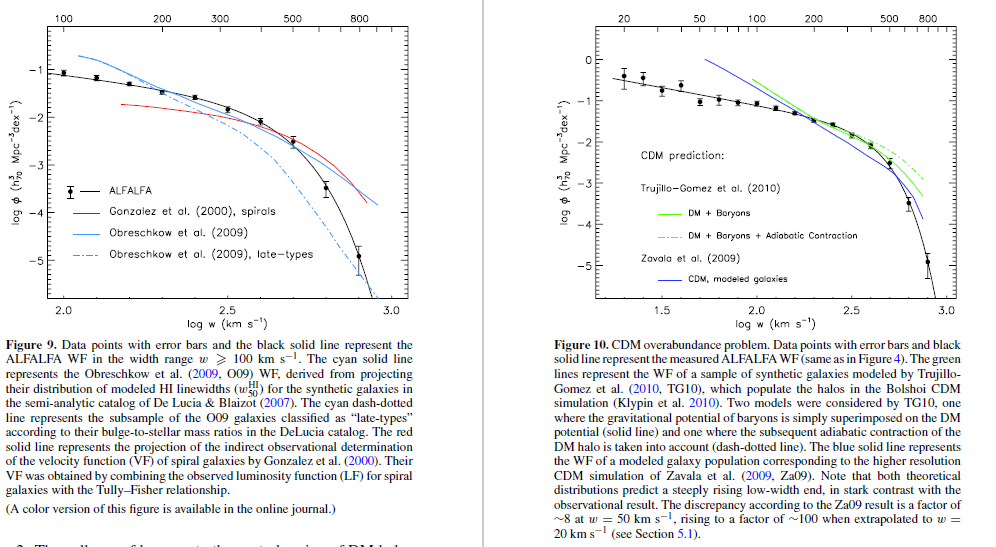 100 200 300 500 800
log ϕ (h³₇₀ Mpc⁻³dex⁻¹)
−1
−2
−3
−4
−5
ALFALFA
Gonzalez et al. (2000), spirals
Obreschkow et al. (2009)
Obreschkow et al. (2009), late-types
2.0 2.5 3.0
log w (km s⁻¹)
Figure 9. Data points with error bars and the black solid line represent the
ALFALFA WF in the width range w ⩾ 100 km s⁻¹. The cyan solid line
represents the Obreschkow et al. (2009, O09) WF, derived from projecting
their distribution of modeled HI linewidths (w₅₀ᴴᴵ) for the synthetic galaxies in
the semi-analytic catalog of De Lucia & Blaizot (2007). The cyan dash-dotted
line represents the subsample of the O09 galaxies classified as “late-types”
according to their bulge-to-stellar mass ratios in the DeLucia catalog. The red
solid line represents the projection of the indirect observational determination
of the velocity function (VF) of spiral galaxies by Gonzalez et al. (2000). Their
VF was obtained by combining the observed luminosity function (LF) for spiral
galaxies with the Tully–Fisher relationship.
(A color version of this figure is available in the online journal.)
20 50 100 200 500 800
log ϕ (h³₇₀ Mpc⁻³dex⁻¹)
0
−1
−2
−3
−4
−5
CDM prediction:
Trujillo-Gomez et al. (2010)
DM + Baryons
DM + Baryons + Adiabatic Contraction
Zavala et al. (2009)
CDM, modeled galaxies
1.5 2.0 2.5 3.0
log w (km s⁻¹)
Figure 10. CDM overabundance problem. Data points with error bars and black
solid line represent the measured ALFALFA WF (same as in Figure 4). The green
lines represent the WF of a sample of synthetic galaxies modeled by Trujillo-
Gomez et al. (2010, TG10), which populate the halos in the Bolshoi CDM
simulation (Klypin et al. 2010). Two models were considered by TG10, one
where the gravitational potential of baryons is simply superimposed on the DM
potential (solid line) and one where the subsequent adiabatic contraction of the
DM halo is taken into account (dash-dotted line). The blue solid line represents
the WF of a modeled galaxy population corresponding to the higher resolution
CDM simulation of Zavala et al. (2009, Za09). Note that both theoretical
distributions predict a steeply rising low-width end, in stark contrast with the
observational result. The discrepancy according to the Za09 result is a factor of
∼8 at w = 50 km s⁻¹, rising to a factor of ∼100 when extrapolated to w =
20 km s⁻¹ (see Section 5.1).